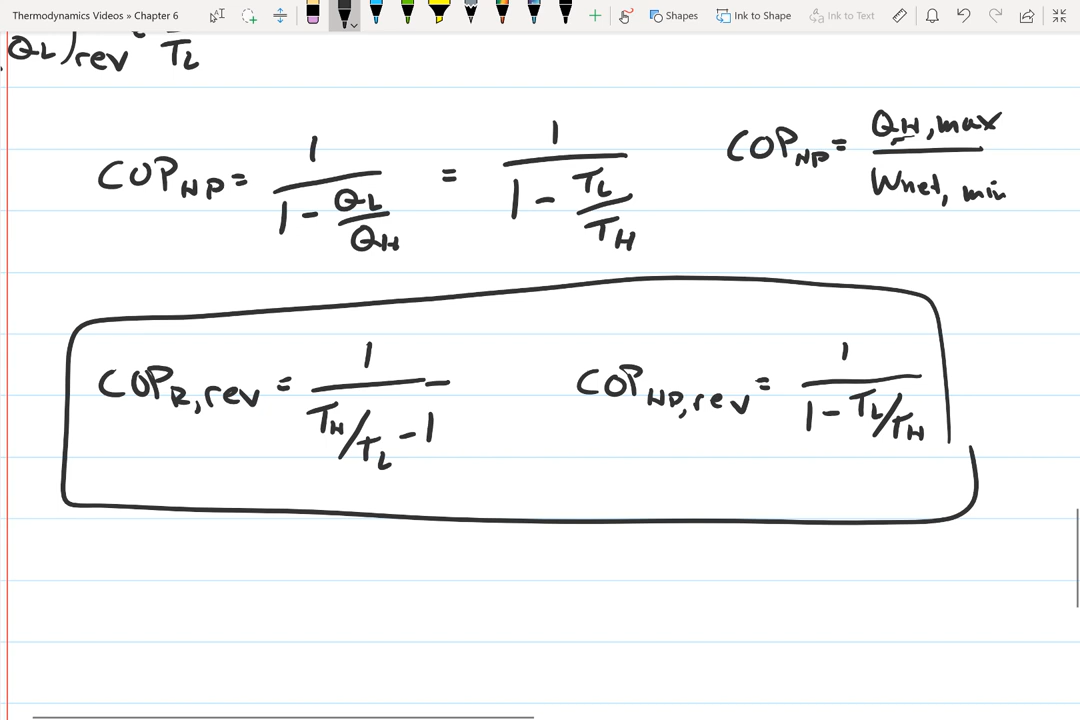 Thermodynamics Videos » Chapter 6
Shapes
Ink to Shape
Ink to Text
QL)rev TL
COPHP = 1 / (1 - QL/QH) = 1 / (1 - TL/TH)
COPHP = QH,max / Wnet,min
COPR,rev = 1 / (TH/TL - 1)
COPHP,rev = 1 / (1 - TL/TH)